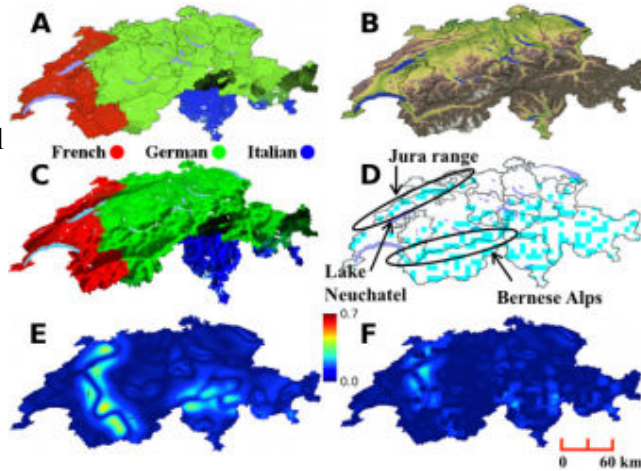 A
B
l
French German Italian
Jura range
C
D
Lake
Neuchatel
Bernese Alps
0.7
E
0.0
F
0 60 km